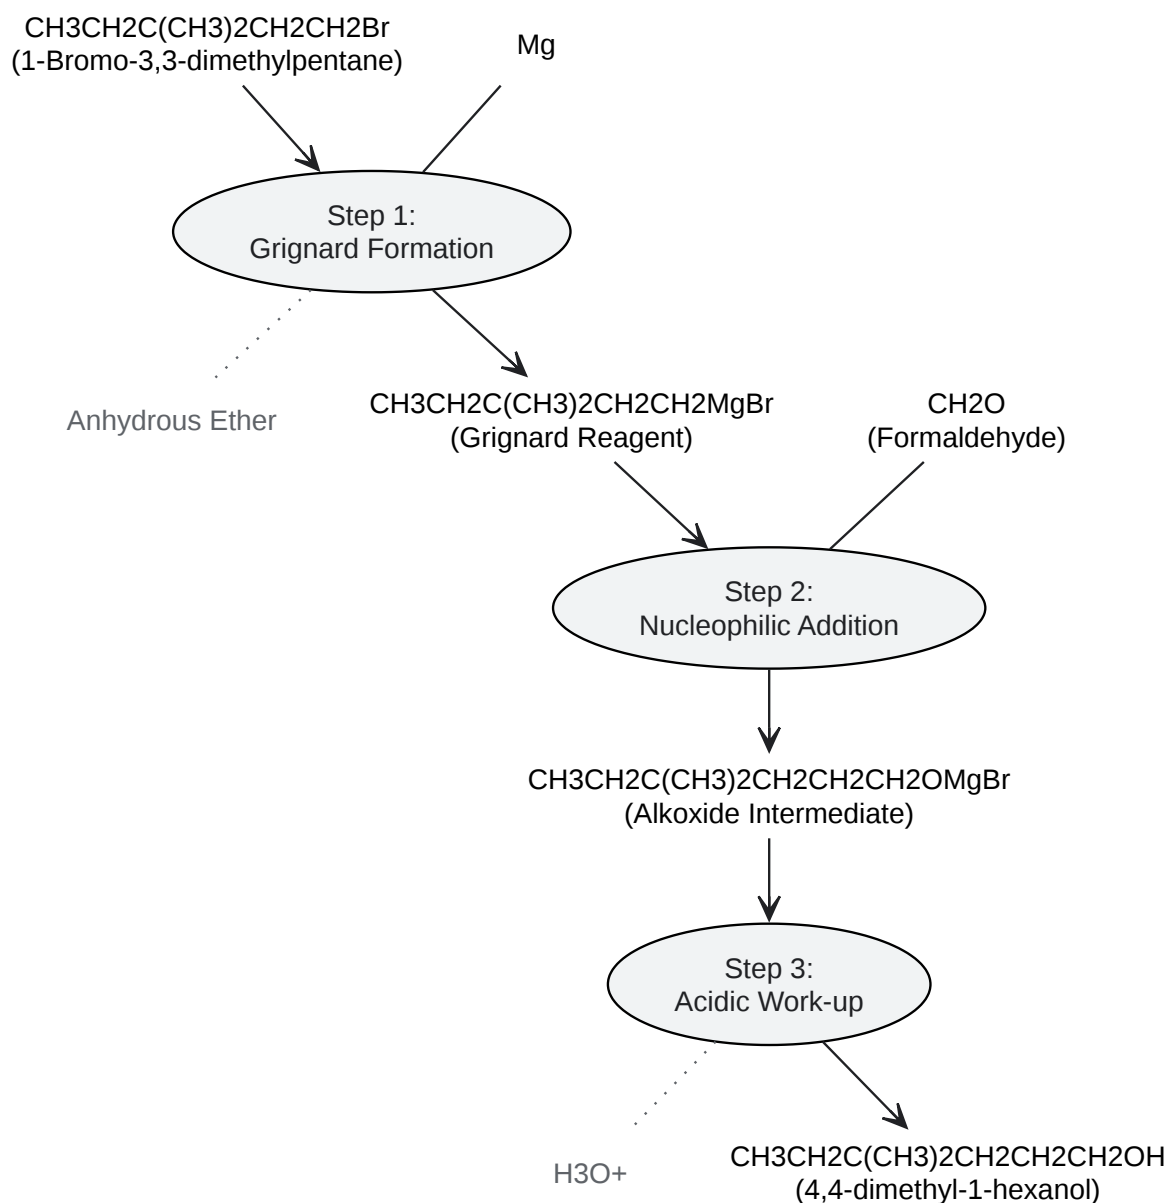 CH3CH2C(CH3)2CH2CH2Br
(1-Bromo-3,3-dimethylpentane)
Mg
Step 1:
Grignard Formation
Anhydrous Ether
CH3CH2C(CH3)2CH2CH2MgBr
(Grignard Reagent)
CH2O
(Formaldehyde)
Step 2:
Nucleophilic Addition
CH3CH2C(CH3)2CH2CH2CH2OMgBr
(Alkoxide Intermediate)
Step 3:
Acidic Work-up
H3O+
CH3CH2C(CH3)2CH2CH2CH2OH
(4,4-dimethyl-1-hexanol)